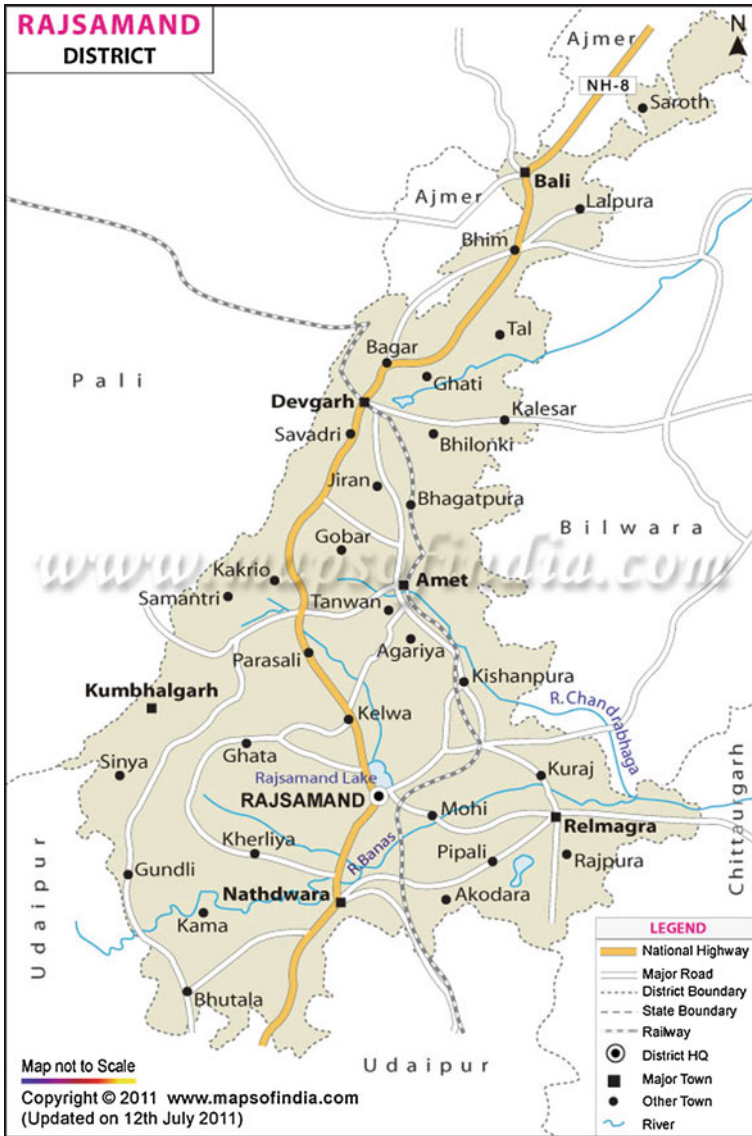 RAJSAMAND
DISTRICT
N
Ajmer
NH-8
Saroth
Bali
Ajmer
Lalpura
Bhim
Tal
Bagar
Ghati
Pali
Devgarh
Kalesar
Savadri
Bhilonki
Jiran
Bhagatpura
Bilwara
Gobar
www.mapsofindia.com
Kakrio
Amet
Samantri
Tanwan
Agariya
Parasali
Kishanpura
Kumbhalgarh
R.Chandrabhaga
Kelwa
Ghata
Sinya
Rajsamand Lake
Kuraj
RAJSAMAND
Mohi
Relmagra
Chittaurgarh
Kherliya
R.Banas
Pipali
Rajpura
Udaipur
Gundli
Nathdwara
Akodara
Kama
Bhutala
Udaipur
LEGEND
National Highway
Major Road
District Boundary
State Boundary
Railway
District HQ
Major Town
Other Town
River
Map not to Scale
Copyright © 2011 www.mapsofindia.com
(Updated on 12th July 2011)